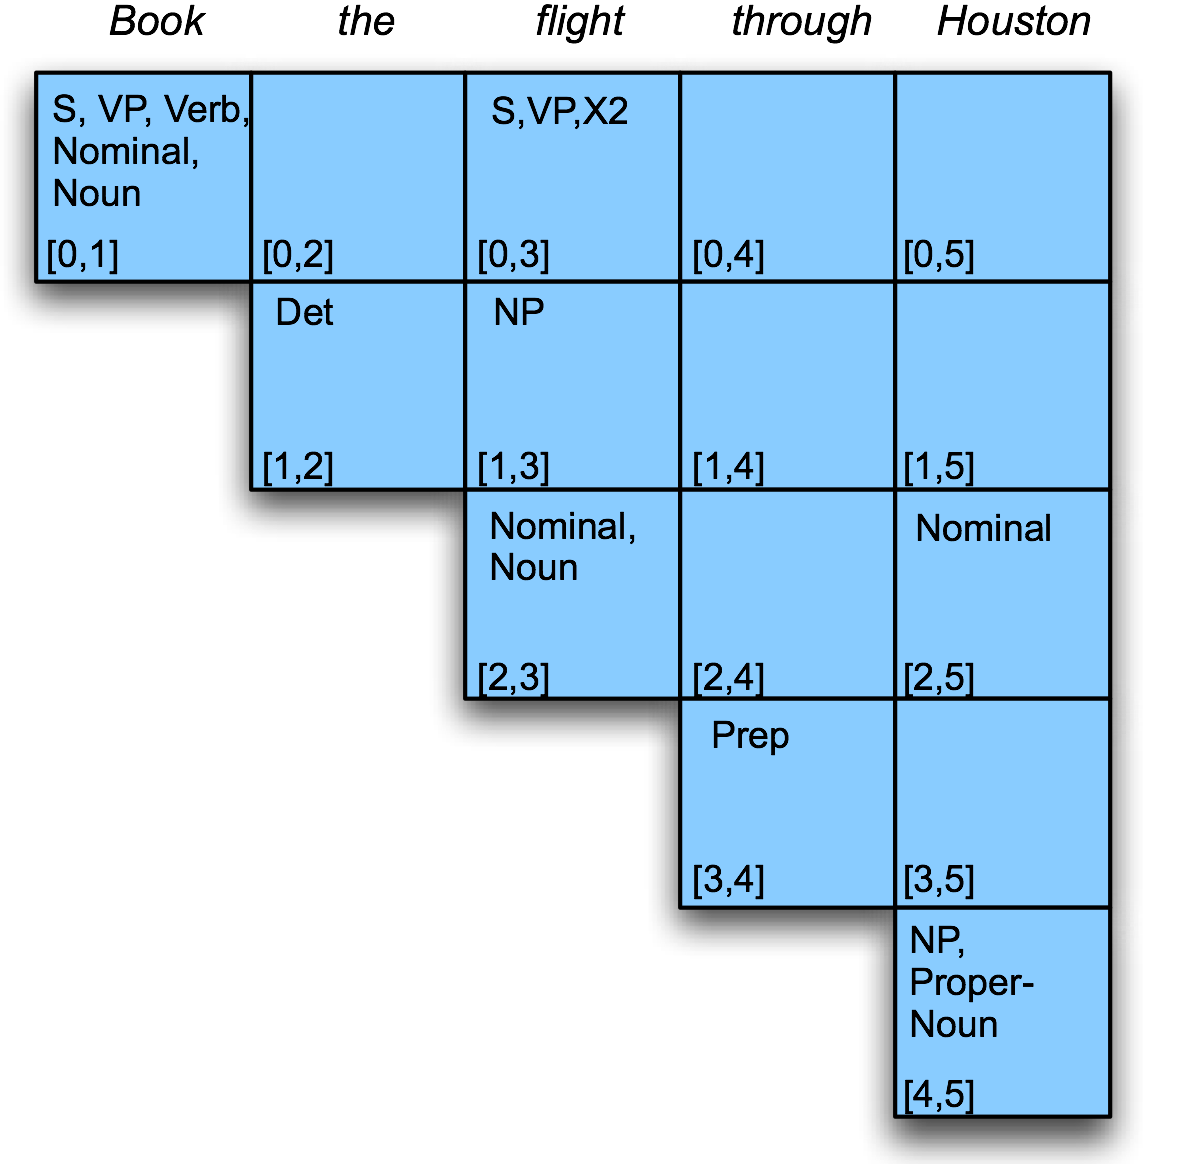 Book the flight through Houston
S, VP, Verb, S,VP,X2
Nominal,
Noun
[0,1] [0,2] [0,3] [0,4] [0,5]
Det NP
[1,2] [1,3] [1,4] [1,5]
Nominal, Nominal
Noun
[2,3] [2,4] [2,5]
Prep
[3,4] [3,5]
NP,
Proper-
Noun
[4,5]